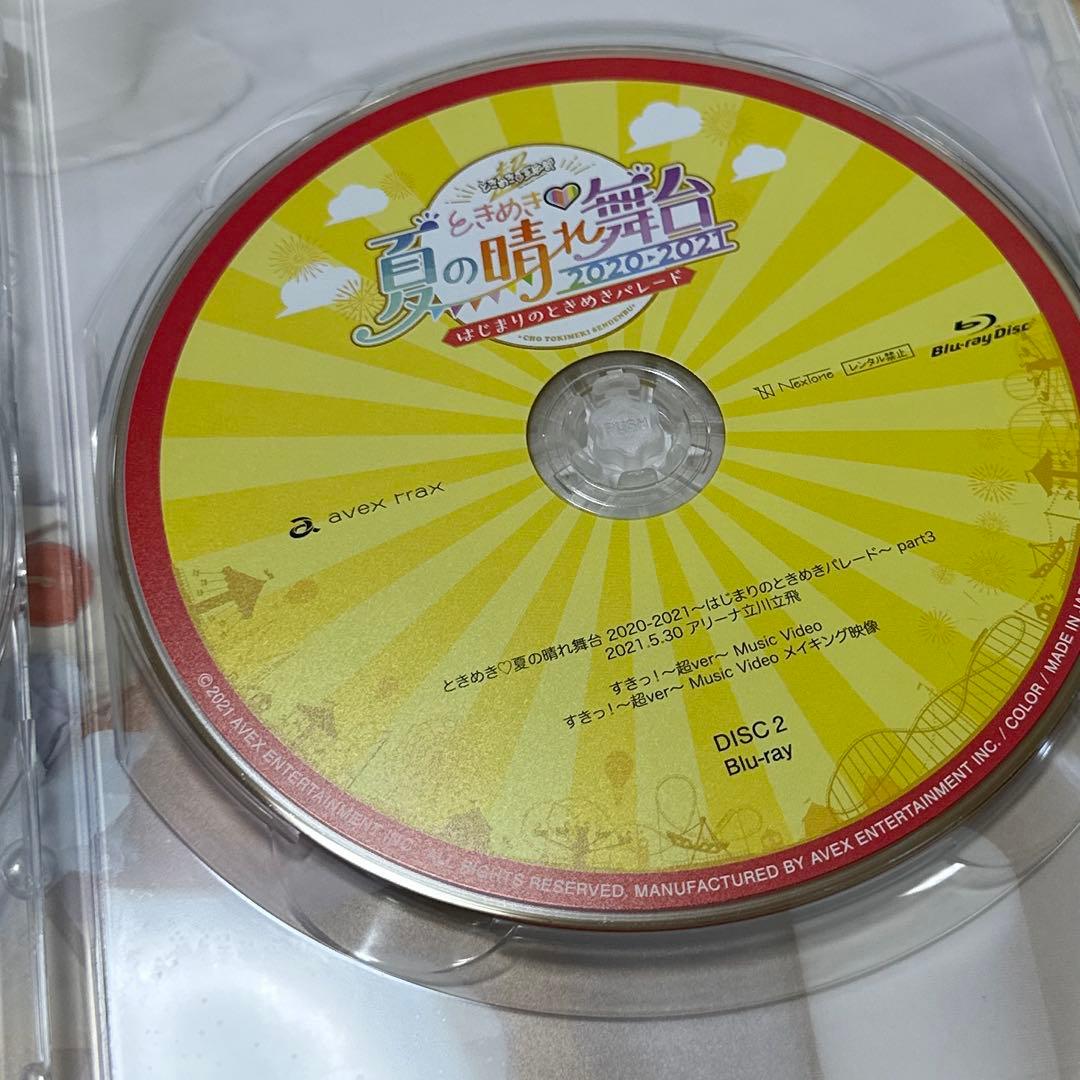 超ときめき♡宣伝部
ときめき♡
夏の晴れ舞台
2020-2021
はじまりのときめきパレード
•CHO TOKIMEKI SENDENBU•
NexTone
レンタル禁止
Blu-ray Disc
PUSH
avex trax
ときめき♡夏の晴れ舞台 2020-2021〜はじまりのときめきパレード〜 part3
2021.5.30 アリーナ立川立飛
すきっ!〜超ver〜 Music Video
すきっ!〜超ver〜 Music Video メイキング映像
DISC 2
Blu-ray
©2021 AVEX ENTERTAINMENT INC. ALL RIGHTS RESERVED. MANUFACTURED BY AVEX ENTERTAINMENT INC. / COLOR / MADE IN